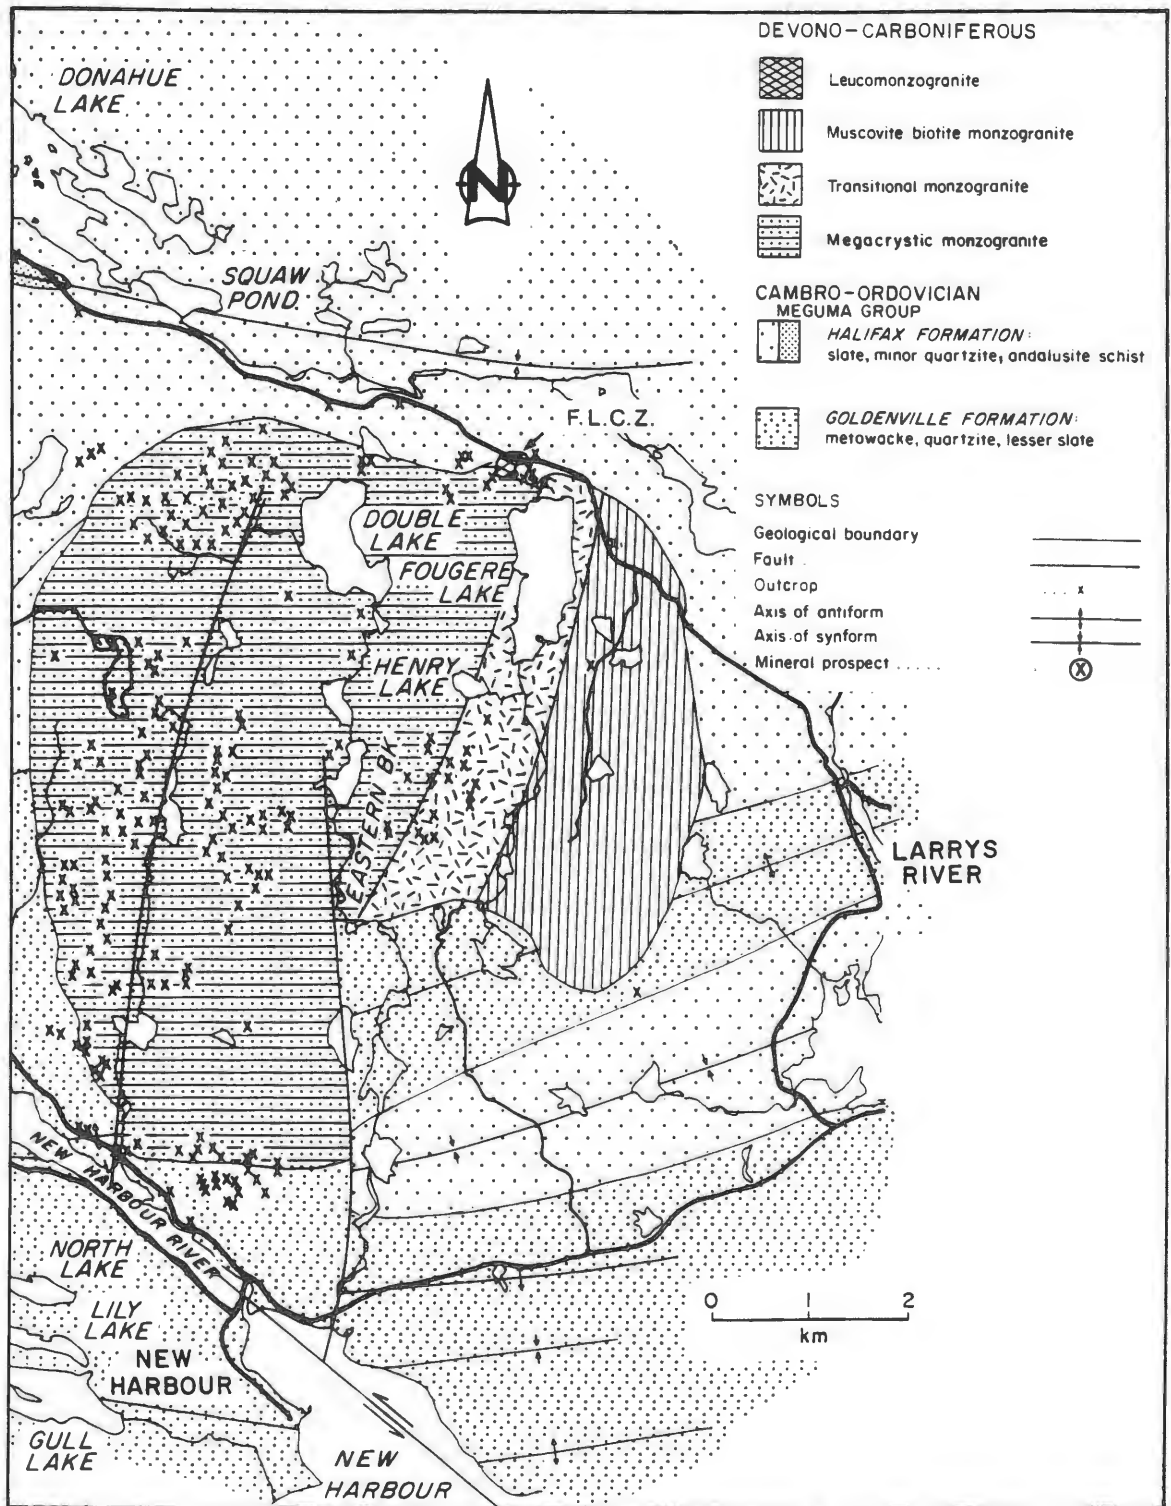 DONAHUE
LAKE
N
SQUAW
POND
F.L.C.Z.
DOUBLE
LAKE
FOUGERE
LAKE
HENRY
LAKE
EASTERN BK
LARRYS
RIVER
NEW HARBOUR RIVER
NORTH
LAKE
LILY
LAKE
NEW
HARBOUR
GULL
LAKE
NEW
HARBOUR
0 2
km
DEVONO-CARBONIFEROUS
Leucomonzogranite
Muscovite biotite monzogranite
Transitional monzogranite
Megacrystic monzogranite
CAMBRO-ORDOVICIAN
MEGUMA GROUP
HALIFAX FORMATION:
slate, minor quartzite, andalusite schist
GOLDENVILLE FORMATION:
metawacke, quartzite, lesser slate
SYMBOLS
Geological boundary
Fault .
Outcrop .... x
Axis of antiform
Axis of synform
Mineral prospect ..... x